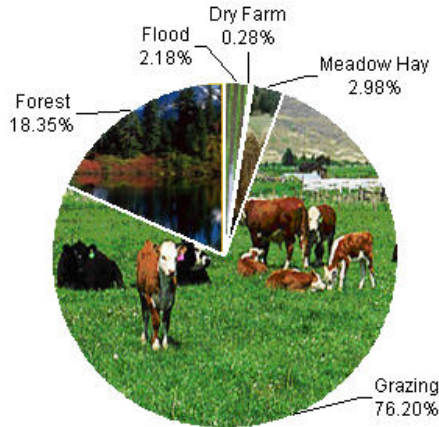 Dry Farm
0.28%
Flood
2.18%
Meadow Hay
2.98%
Forest
18.35%
Grazing
76.20%